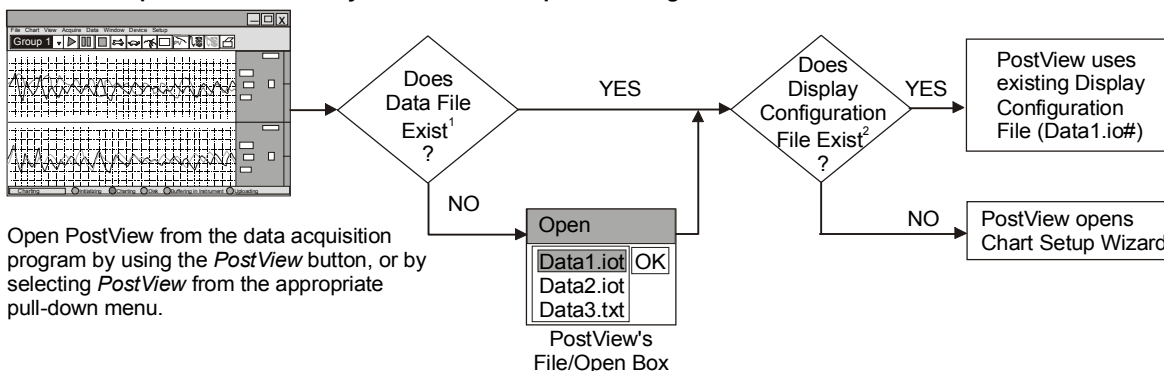 File Chart View Acquire Data Window Device Setup
Group 1
Charting Initializing Charting Disk Buffering in instrument Uploading
Open PostView from the data acquisition
program by using the PostView button, or by
selecting PostView from the appropriate
pull-down menu.
Does
Data File
Exist1
?
YES
NO
Open
Data1.iot OK
Data2.iot
Data3.txt
PostView's
File/Open Box
Does
Display
Configuration
File Exist2
?
YES
PostView uses
existing Display
Configuration
File (Data1.io#)
NO
PostView opens
Chart Setup Wizard